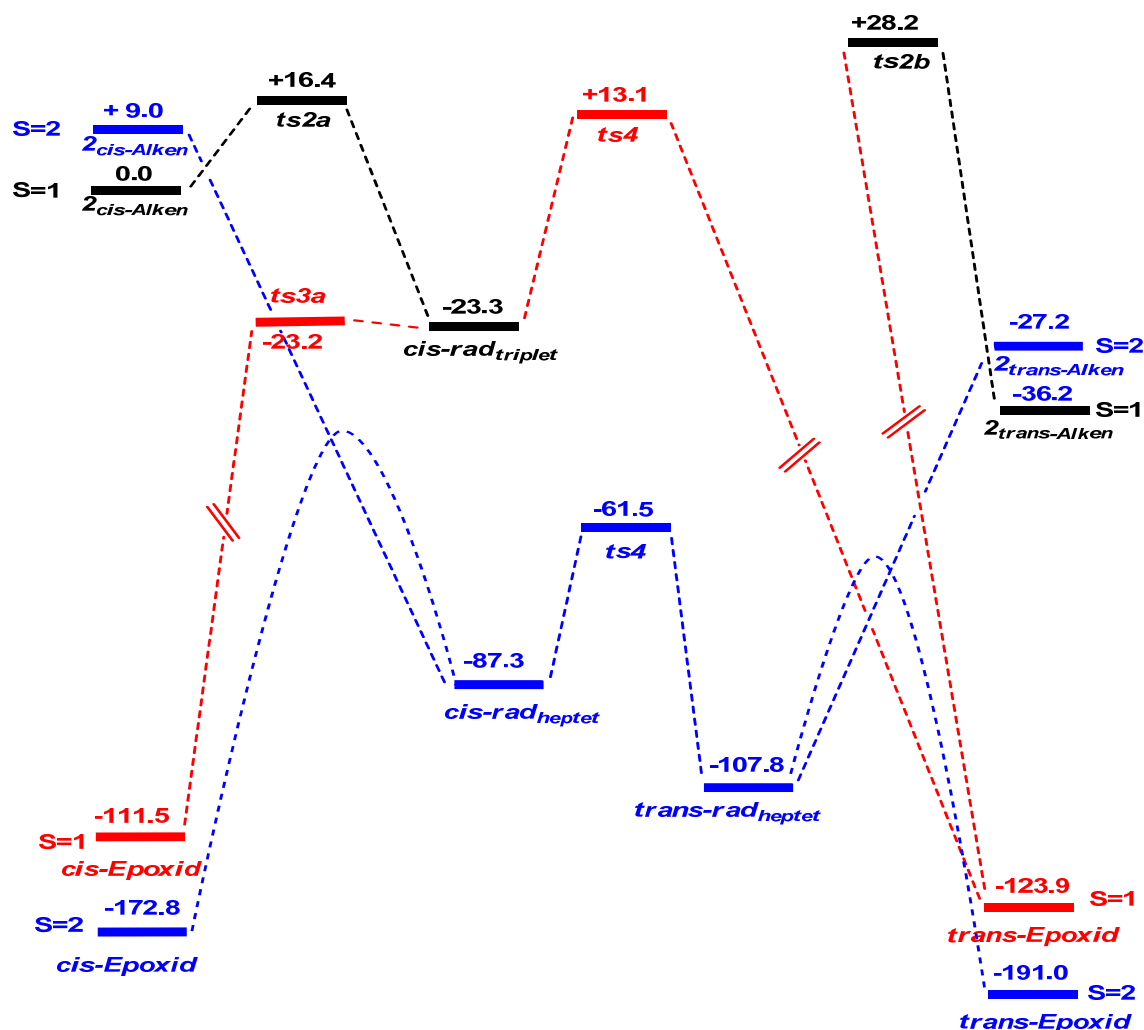 +28.2
ts2b
+16.4
ts2a
+13.1
ts4
+ 9.0
S=2
2cis-Alken
0.0
S=1
2cis-Alken
ts3a
-23.2
-23.3
cis-radtriplet
-27.2
S=2
2trans-Alken
-36.2
S=1
2trans-Alken
-61.5
ts4
-87.3
cis-radheptet
-107.8
trans-radheptet
-111.5
S=1
cis-Epoxid
-172.8
S=2
cis-Epoxid
-123.9
S=1
trans-Epoxid
-191.0
S=2
trans-Epoxid